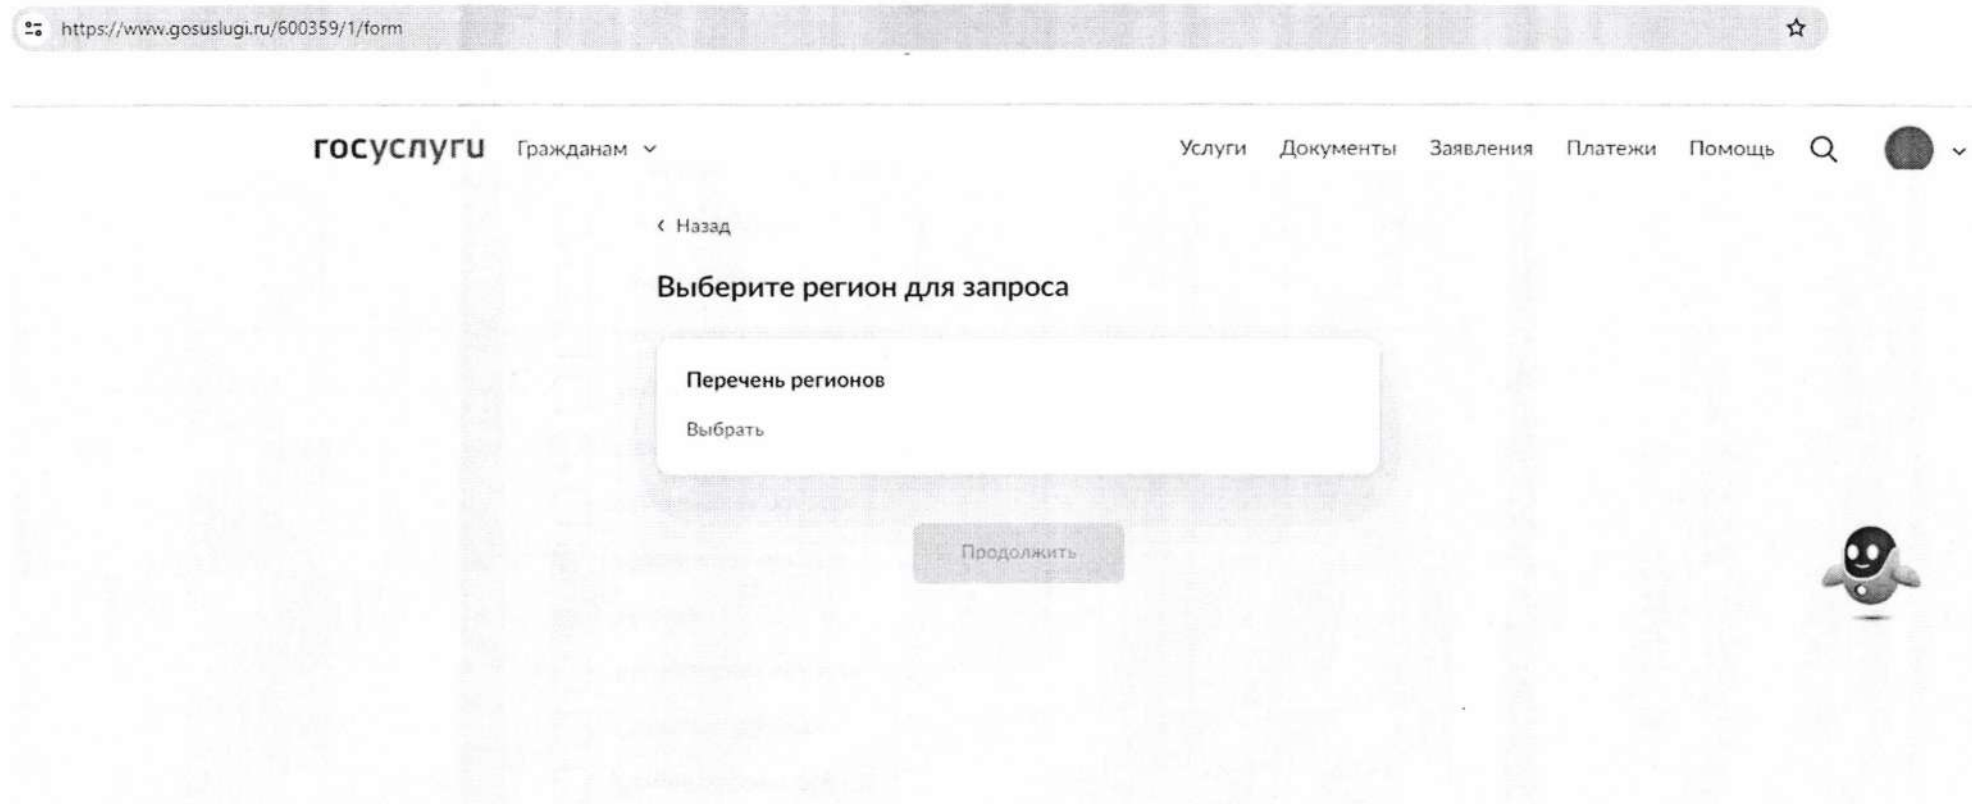 https://www.gosuslugi.ru/600359/1/form
госуслуги Гражданам Услуги Документы Заявления Платежи Помощь
Назад
Выберите регион для запроса
Перечень регионов
Выбрать
Продолжить